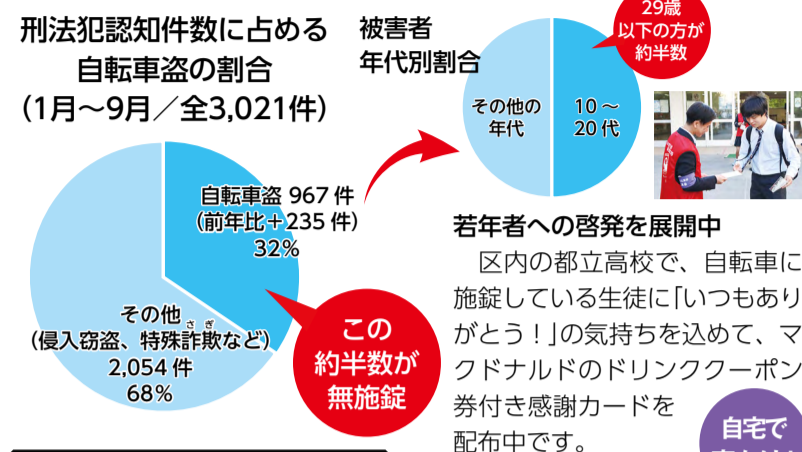 刑法犯認知件数に占める
自転車盗の割合
(1月～9月／全3,021件)
自転車盗 967 件
(前年比＋235 件)
32%
その他
(侵入窃盗、特殊詐欺など)
さぎ
2,054 件
68%
この
約半数が
無施錠
被害者
年代別割合
その他の
年代
10～
20代
29歳
以下の方が
約半数
若年者への啓発を展開中
　区内の都立高校で、自転車に
施錠している生徒に｢いつもあり
がとう！｣の気持ちを込めて、マ
クドナルドのドリンククーポン
券付き感謝カードを
配布中です。
自宅で